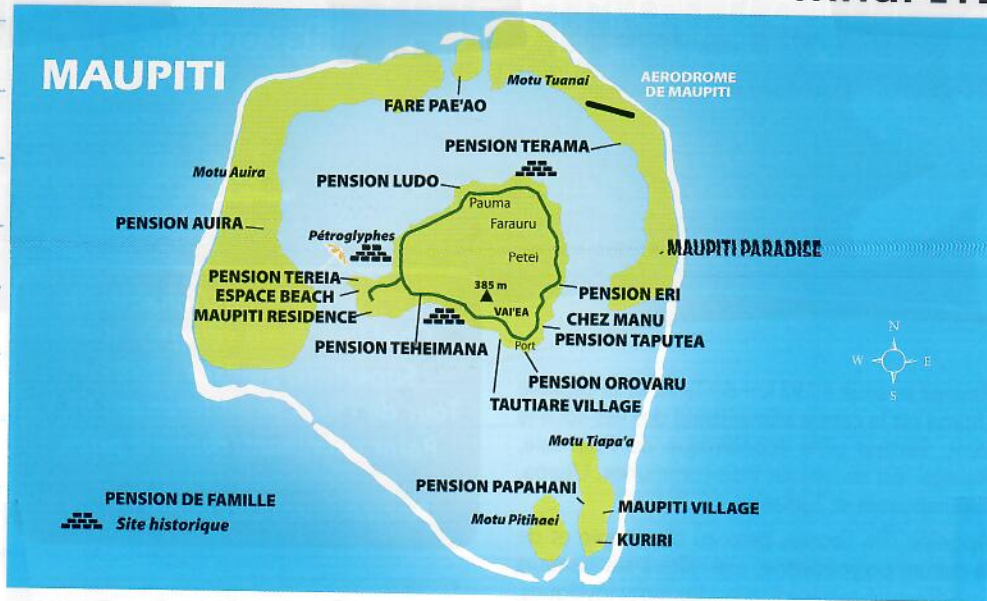 MAUPITI
Motu Tuanai
AERODROME
DE MAUPITI
FARE PAE'AO
PENSION TERAMA
Motu Auira
PENSION LUDO
Pauma
PENSION AUIRA
Farauru
Pétroglyphes
Petei
MAUPITI PARADISE
PENSION TEREIA
ESPACE BEACH
MAUPITI RESIDENCE
385 m
VAI'EA
PENSION ERI
CHEZ MANU
PENSION TAPUTEA
PENSION TEHEIMANA
Port
PENSION OROVARU
TAUTIARE VILLAGE
N
W
E
S
Motu Tiapa'a
PENSION PAPAHANI
Motu Pitihaei
MAUPITI VILLAGE
KURIRI
PENSION DE FAMILLE
Site historique